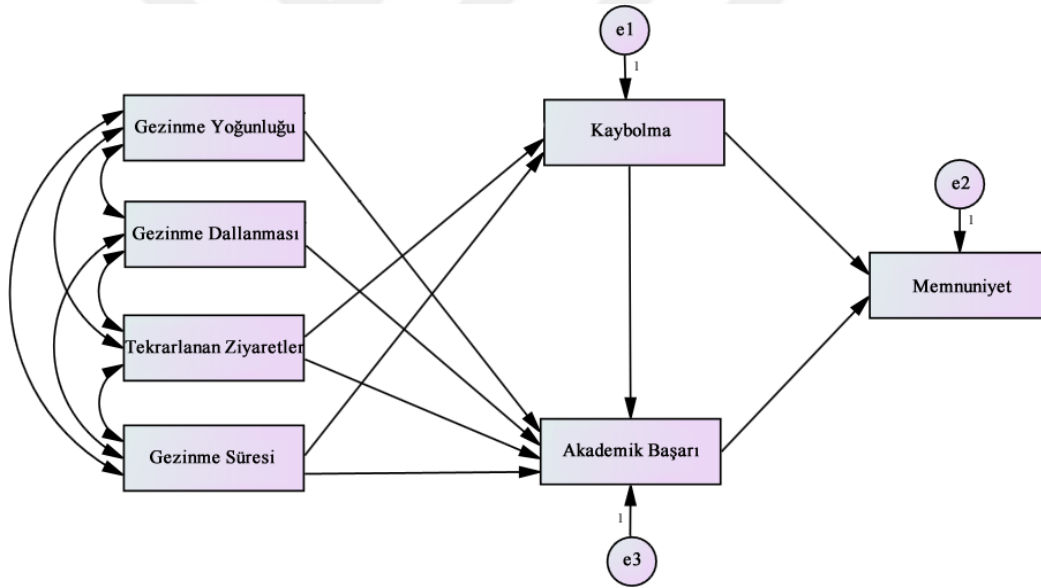 e1
1
Gezinme Yoğunluğu
Kaybolma
e2
1
Gezinme Dallanması
Memnuniyet
Tekrarlanan Ziyaretler
Gezinme Süresi
Akademik Başarı
1
e3